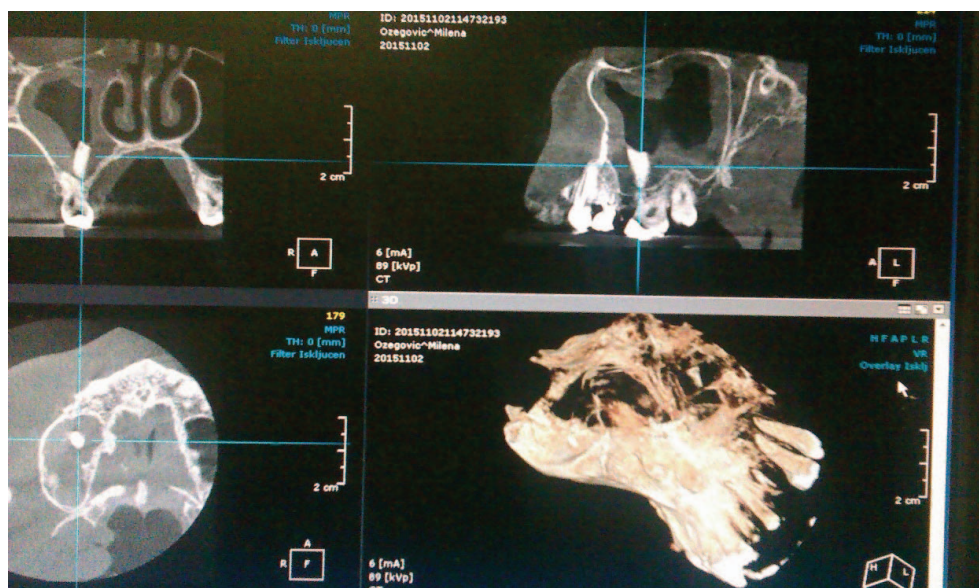 MPR
TH: 0 [mm]
Filter Iskljucen
2 cm
R A
F
ID: 20151102114732193
Ozegovic^Milena
20151102
MPR
TH: 0 [mm]
Filter Iskljucen
2 cm
6 [mA]
89 [kVp]
CT
A L
F
179
MPR
TH: 0 [mm]
Filter Iskljucen
2 cm
A
R F
3D
ID: 20151102114732193
Ozegovic^Milena
20151102
H F A P L R
VR
Overlay Isklj
2 cm
6 [mA]
89 [kVp]
CT
H L